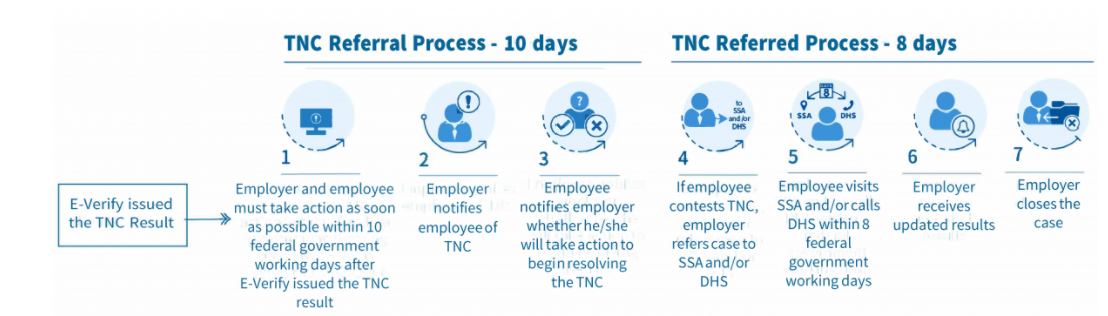 TNC Referral Process - 10 days
TNC Referred Process - 8 days
E-Verify issued
the TNC Result
1
Employer and employee
must take action as soon
as possible within 10
federal government
working days after
E-Verify issued the TNC
result
2
Employer
notifies
employee of
TNC
?
3
Employee
notifies employer
whether he/she
will take action to
begin resolving
the TNC
to
SSA
and/or
DHS
4
If employee
contests TNC,
employer
refers case to
SSA and/or
DHS
8
SSA
DHS
5
Employee visits
SSA and/or calls
DHS within 8
federal
government
working days
6
Employer
receives
updated results
7
Employer
closes the
case